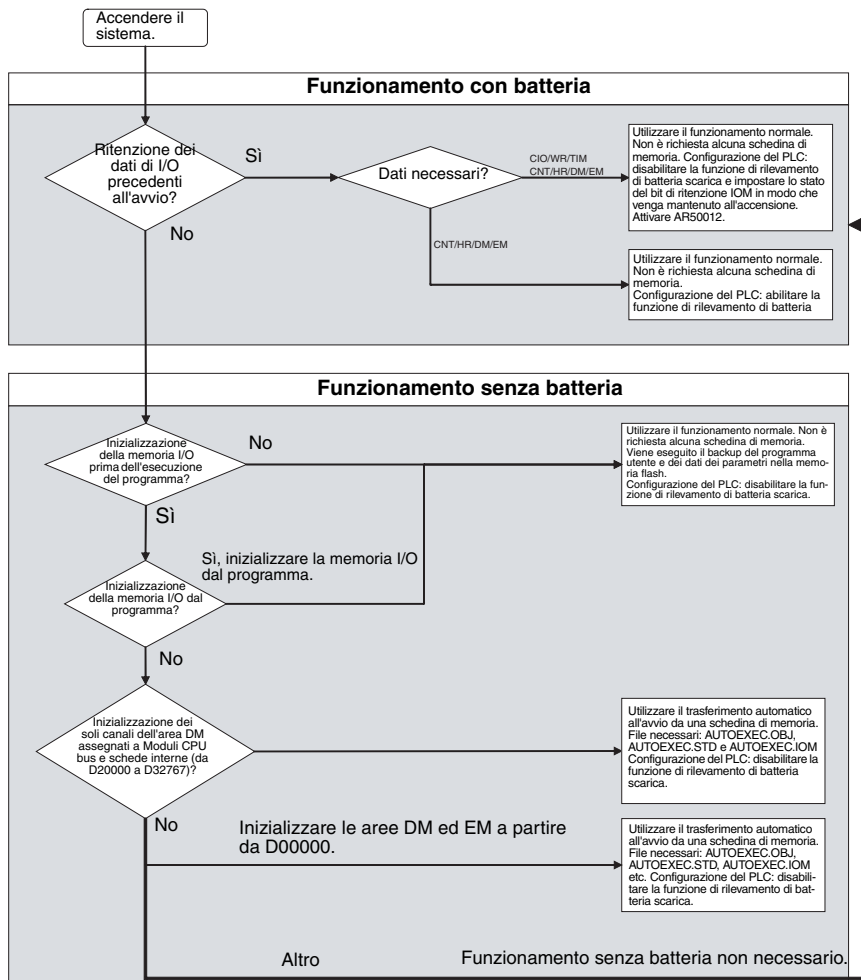 Accendere il
sistema.
Funzionamento con batteria
Ritenzione dei
dati di I/O
precedenti
all'avvio?
Sì
No
Dati necessari?
CIO/WR/TIM
CNT/HR/DM/EM
CNT/HR/DM/EM
Utilizzare il funzionamento normale.
Non è richiesta alcuna schedina di
memoria. Configurazione del PLC:
disabilitare la funzione di rilevamento
di batteria scarica e impostare lo stato
del bit di ritenzione IOM in modo che
venga mantenuto all'accensione.
Attivare AR50012.
Utilizzare il funzionamento normale.
Non è richiesta alcuna schedina di
memoria.
Configurazione del PLC: abilitare la
funzione di rilevamento di batteria
Funzionamento senza batteria
Inizializzazione
della memoria I/O
prima dell'esecuzione
del programma?
No
Sì
Utilizzare il funzionamento normale. Non è
richiesta alcuna schedina di memoria.
Viene eseguito il backup del programma
utente e dei dati dei parametri nella memo-
ria flash.
Configurazione del PLC: disabilitare la fun-
zione di rilevamento di batteria scarica.
Sì, inizializzare la memoria I/O
dal programma.
Inizializzazione
della memoria I/O dal
programma?
No
Inizializzazione dei
soli canali dell'area DM
assegnati a Moduli CPU
bus e schede interne (da
D20000 a D32767)?
Utilizzare il trasferimento automatico
all'avvio da una schedina di memoria.
File necessari: AUTOEXEC.OBJ,
AUTOEXEC.STD e AUTOEXEC.IOM
Configurazione del PLC: disabilitare la
funzione di rilevamento di batteria
scarica.
No
Inizializzare le aree DM ed EM a partire
da D00000.
Utilizzare il trasferimento automatico
all'avvio da una schedina di memoria.
File necessari: AUTOEXEC.OBJ,
AUTOEXEC.STD, AUTOEXEC.IOM
etc. Configurazione del PLC: disabili-
tare la funzione di rilevamento di bat-
teria scarica.
Altro
Funzionamento senza batteria non necessario.